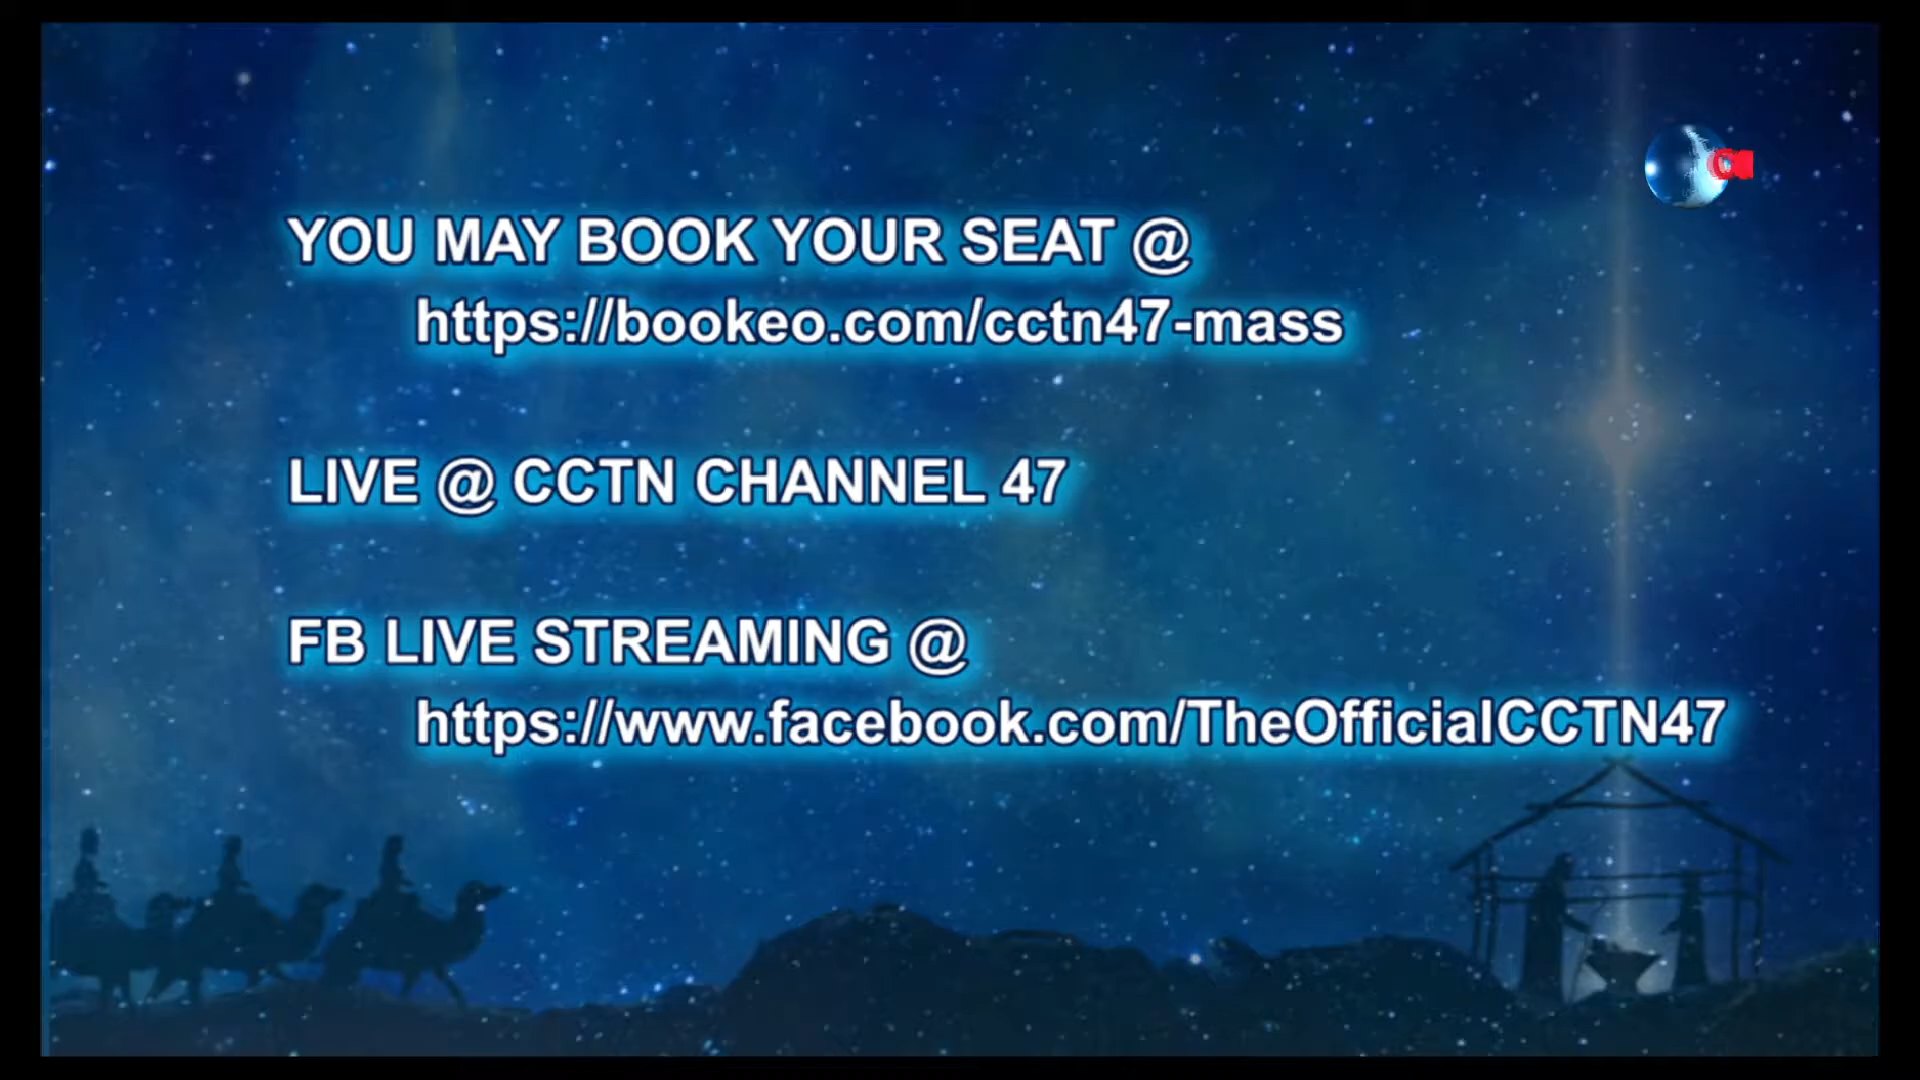 YOU MAY BOOK YOUR SEAT @
https://bookeo.com/cctn47-mass
LIVE @ CCTN CHANNEL 47
FB LIVE STREAMING @
https://www.facebook.com/TheOfficialCCTN47